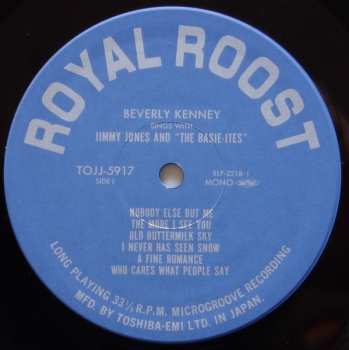 ROYAL ROOST
BEVERLY KENNEY
SINGS WITH
JIMMY JONES AND "THE BASIE-ITES"
TOJJ-5917
SIDE 1
RLP-2218-1
MONO
NOBODY ELSE BUT ME
THE MORE I SEE YOU
OLD BUTTERMILK SKY
I NEVER HAS SEEN SNOW
A FINE ROMANCE
WHO CARES WHAT PEOPLE SAY
LONG PLAYING 33⅓ R.P.M. MICROGROOVE RECORDING
MFD. BY TOSHIBA-EMI LTD. IN JAPAN.